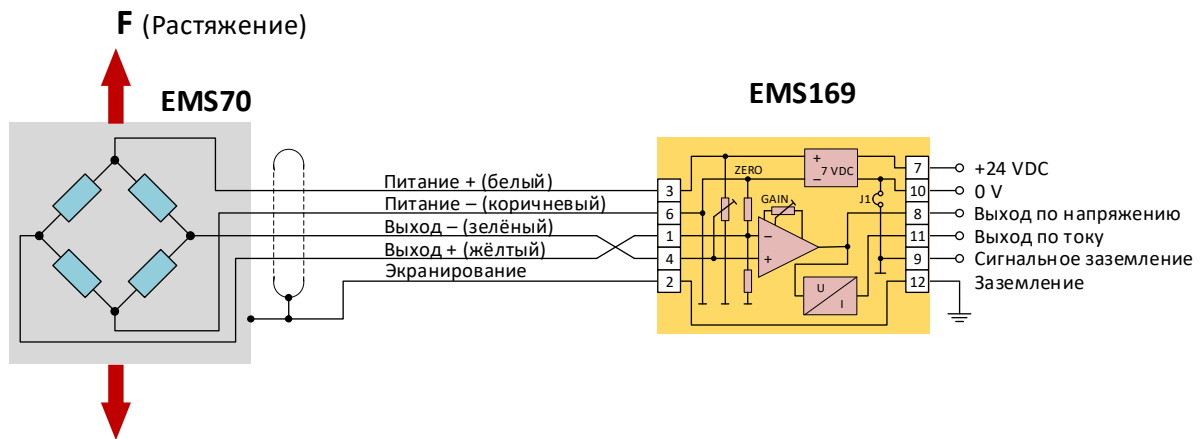 F (Растяжение)
EMS70
EMS169
Питание + (белый)
Питание – (коричневый)
Выход – (зелёный)
Выход + (жёлтый)
Экранирование
3
6
1
4
2
ZERO
GAIN
+
–
7 VDC
J1
–
+
U
I
7
10
8
11
9
12
+24 VDC
0 V
Выход по напряжению
Выход по току
Сигнальное заземление
Заземление